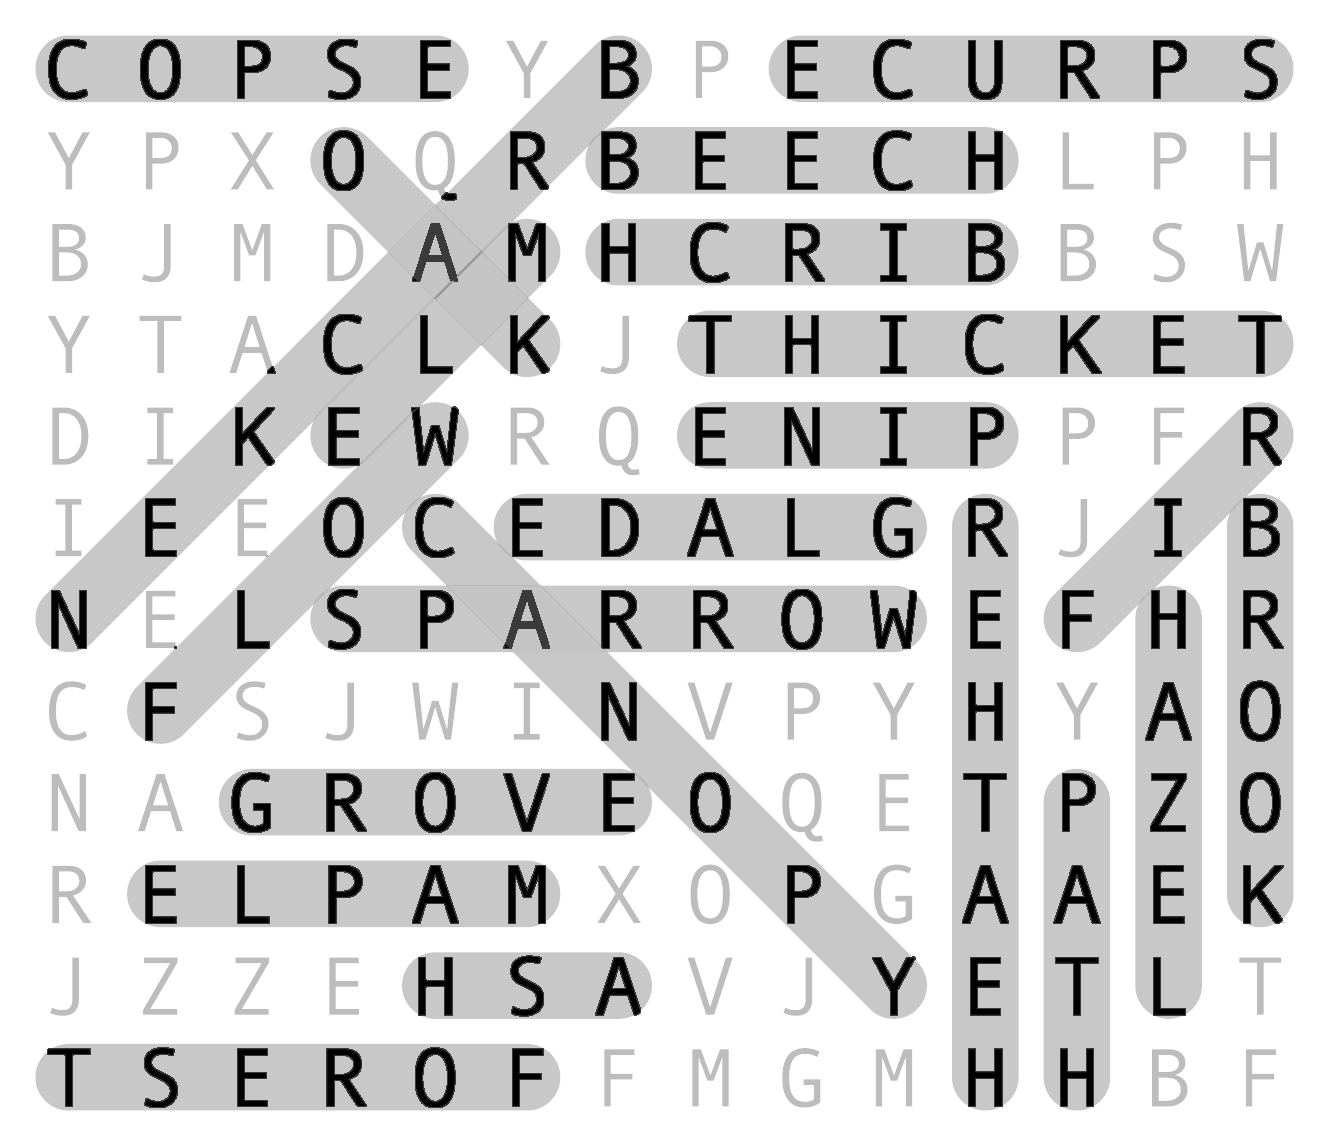 C O P S E Y B P E C U R P S
Y P X O Q R B E E C H L P H
B J M D A M H C R I B B S W
Y T A C L K J T H I C K E T
D I K E W R Q E N I P P F R
I E E O C E D A L G R J I B
N E L S P A R R O W E F H R
C F S J W I N V P Y H Y A O
N A G R O V E O Q E T P Z O
R E L P A M X O P G A A E K
J Z Z E H S A V J Y E T L T
T S E R O F F M G M H H B F